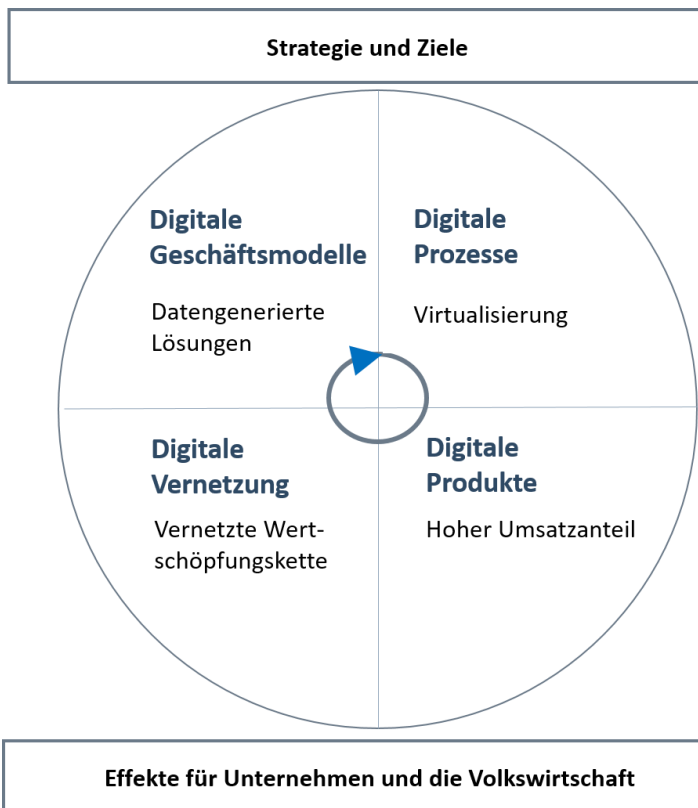 Strategie und Ziele
Digitale
Geschäftsmodelle
Datengenerierte
Lösungen
Digitale
Prozesse
Virtualisierung
Digitale
Vernetzung
Vernetzte Wert-
schöpfungskette
Digitale
Produkte
Hoher Umsatzanteil
Effekte für Unternehmen und die Volkswirtschaft